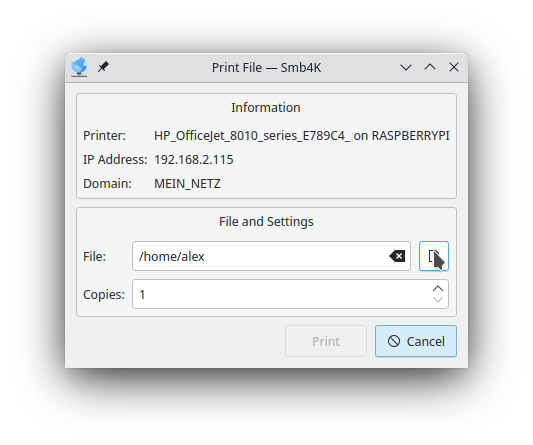 Print File — Smb4K
Information
Printer: HP_OfficeJet_8010_series_E789C4_ on RASPBERRYPI
IP Address: 192.168.2.115
Domain: MEIN_NETZ
File and Settings
File: /home/alex
Copies: 1
Print Cancel